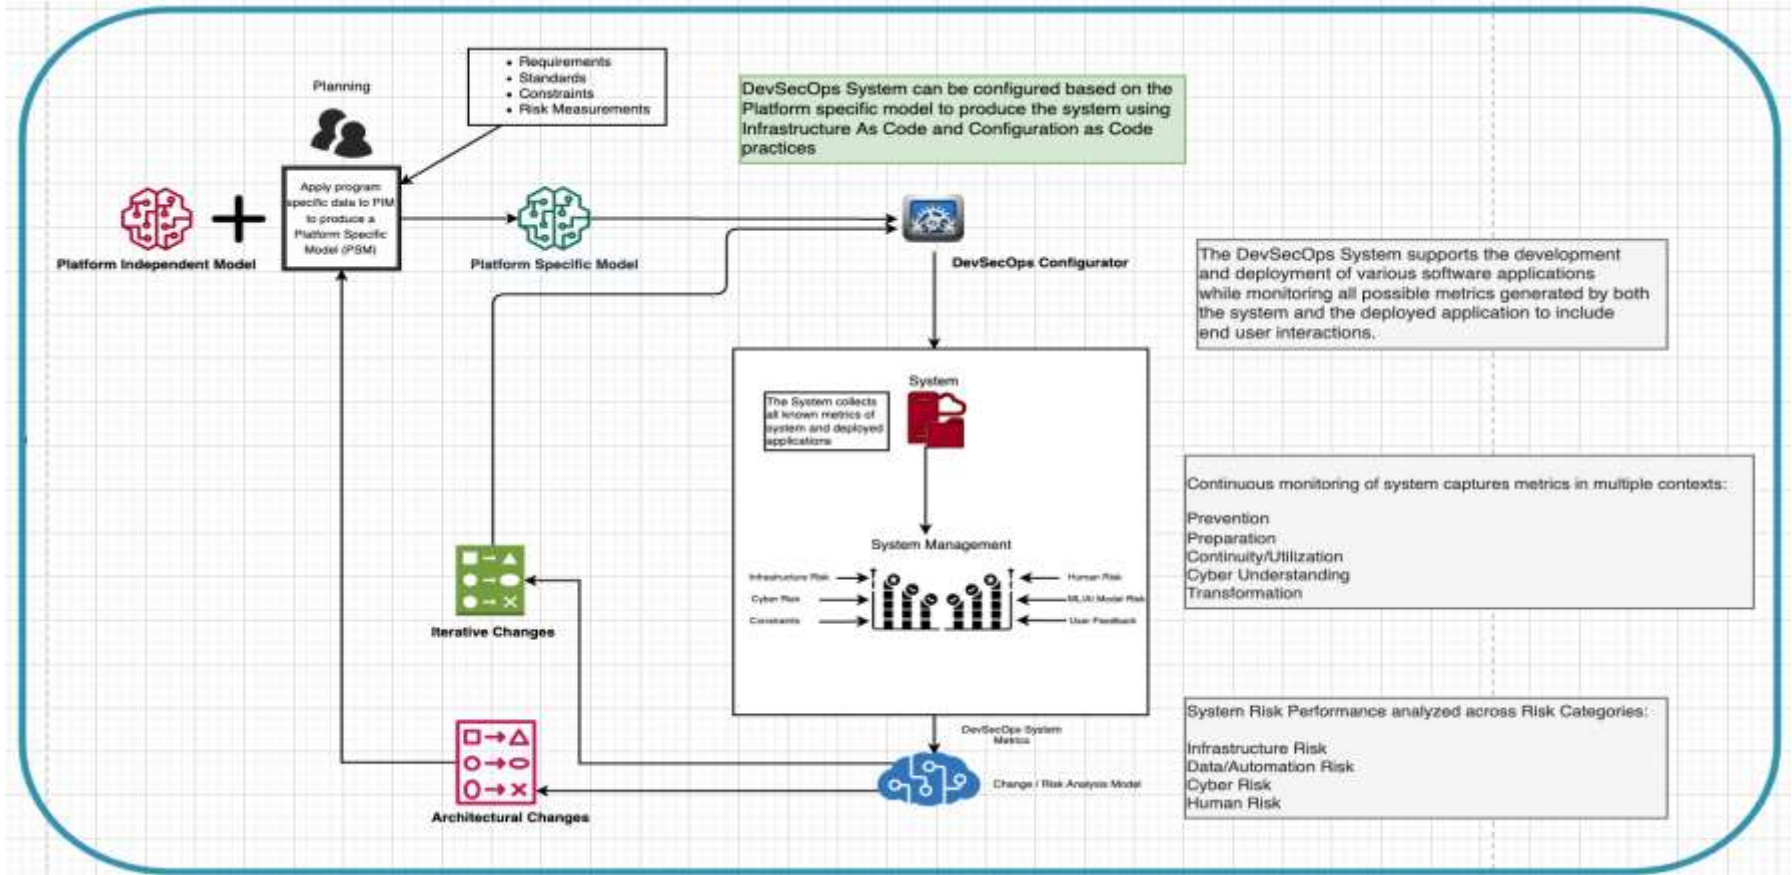 Planning
• Requirements
• Standards
• Constraints
• Risk Measurements
DevSecOps System can be configured based on the
Platform specific model to produce the system using
Infrastructure As Code and Configuration as Code
practices
Apply program
specific data to PIM
to produce a
Platform Specific
Model (PSM)
Platform Independent Model
Platform Specific Model
DevSecOps Configurator
The DevSecOps System supports the development
and deployment of various software applications
while monitoring all possible metrics generated by both
the system and the deployed application to include
end user interactions.
System
The System collects
all known metrics of
system and deployed
applications
System Management
Infrastructure Risk
Cyber Risk
Constraints
Human Risk
ML/AI Model Risk
User Feedback
Continuous monitoring of system captures metrics in multiple contexts:
Prevention
Preparation
Continuity/Utilization
Cyber Understanding
Transformation
Iterative Changes
Architectural Changes
DevSecOps System
Metrics
Change / Risk Analysis Model
System Risk Performance analyzed across Risk Categories:
Infrastructure Risk
Data/Automation Risk
Cyber Risk
Human Risk